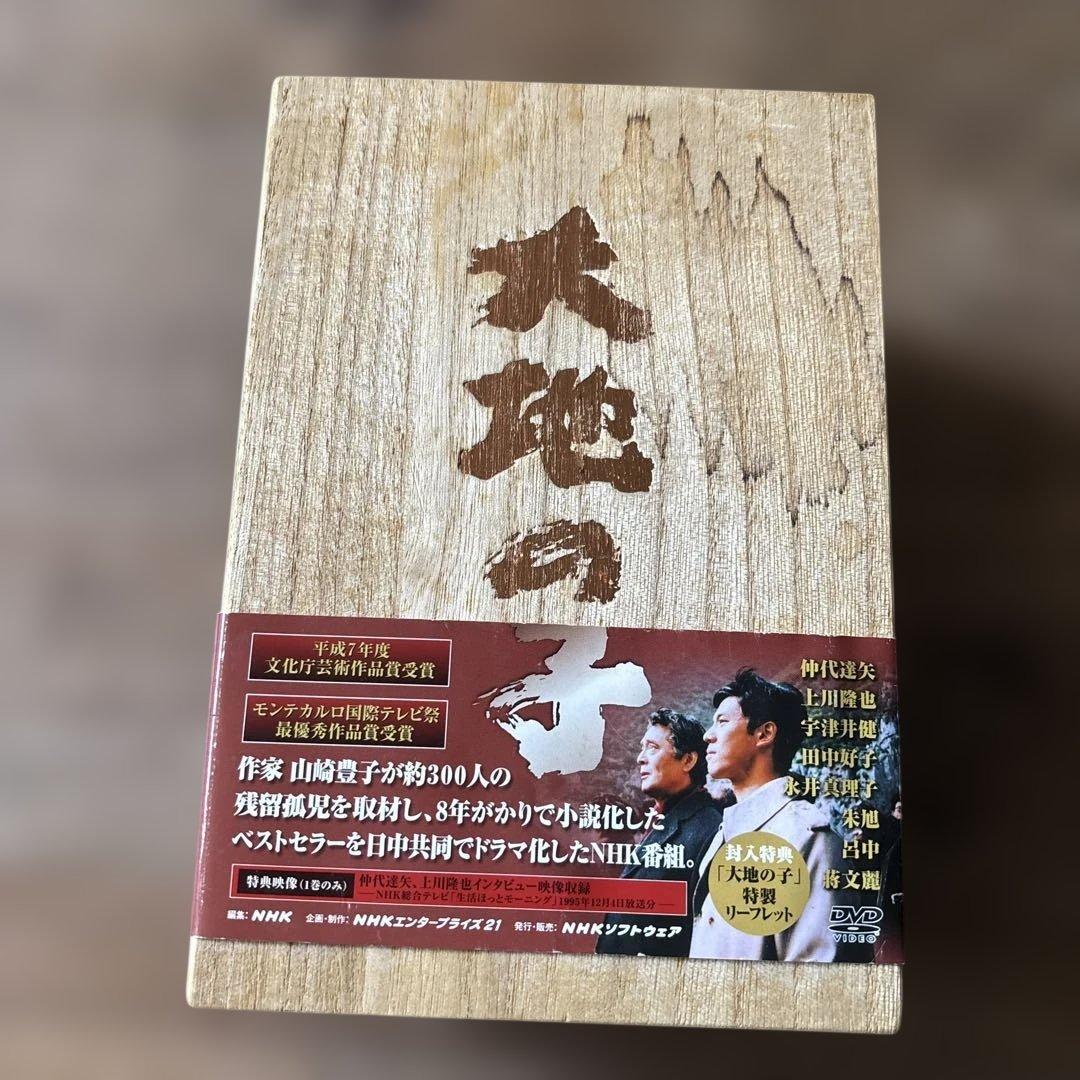 大地の子
平成7年度
文化庁芸術作品賞受賞
モンテカルロ国際テレビ祭
最優秀作品賞受賞
作家 山崎豊子が約300人の
残留孤児を取材し、8年がかりで小説化した
ベストセラーを日中共同でドラマ化したNHK番組。
特典映像(1巻のみ)
仲代達矢、上川隆也インタビュー映像収録
―NHK総合テレビ「生活ほっとモーニング」1995年12月4日放送分―
編集:NHK 企画・制作:NHKエンタープライズ21 発行・販売:NHKソフトウェア
仲代達矢
上川隆也
宇津井健
田中好子
永井真理子
朱旭
呂中
蒋文麗
封入特典
「大地の子」
特製
リーフレット
DVD
VIDEO